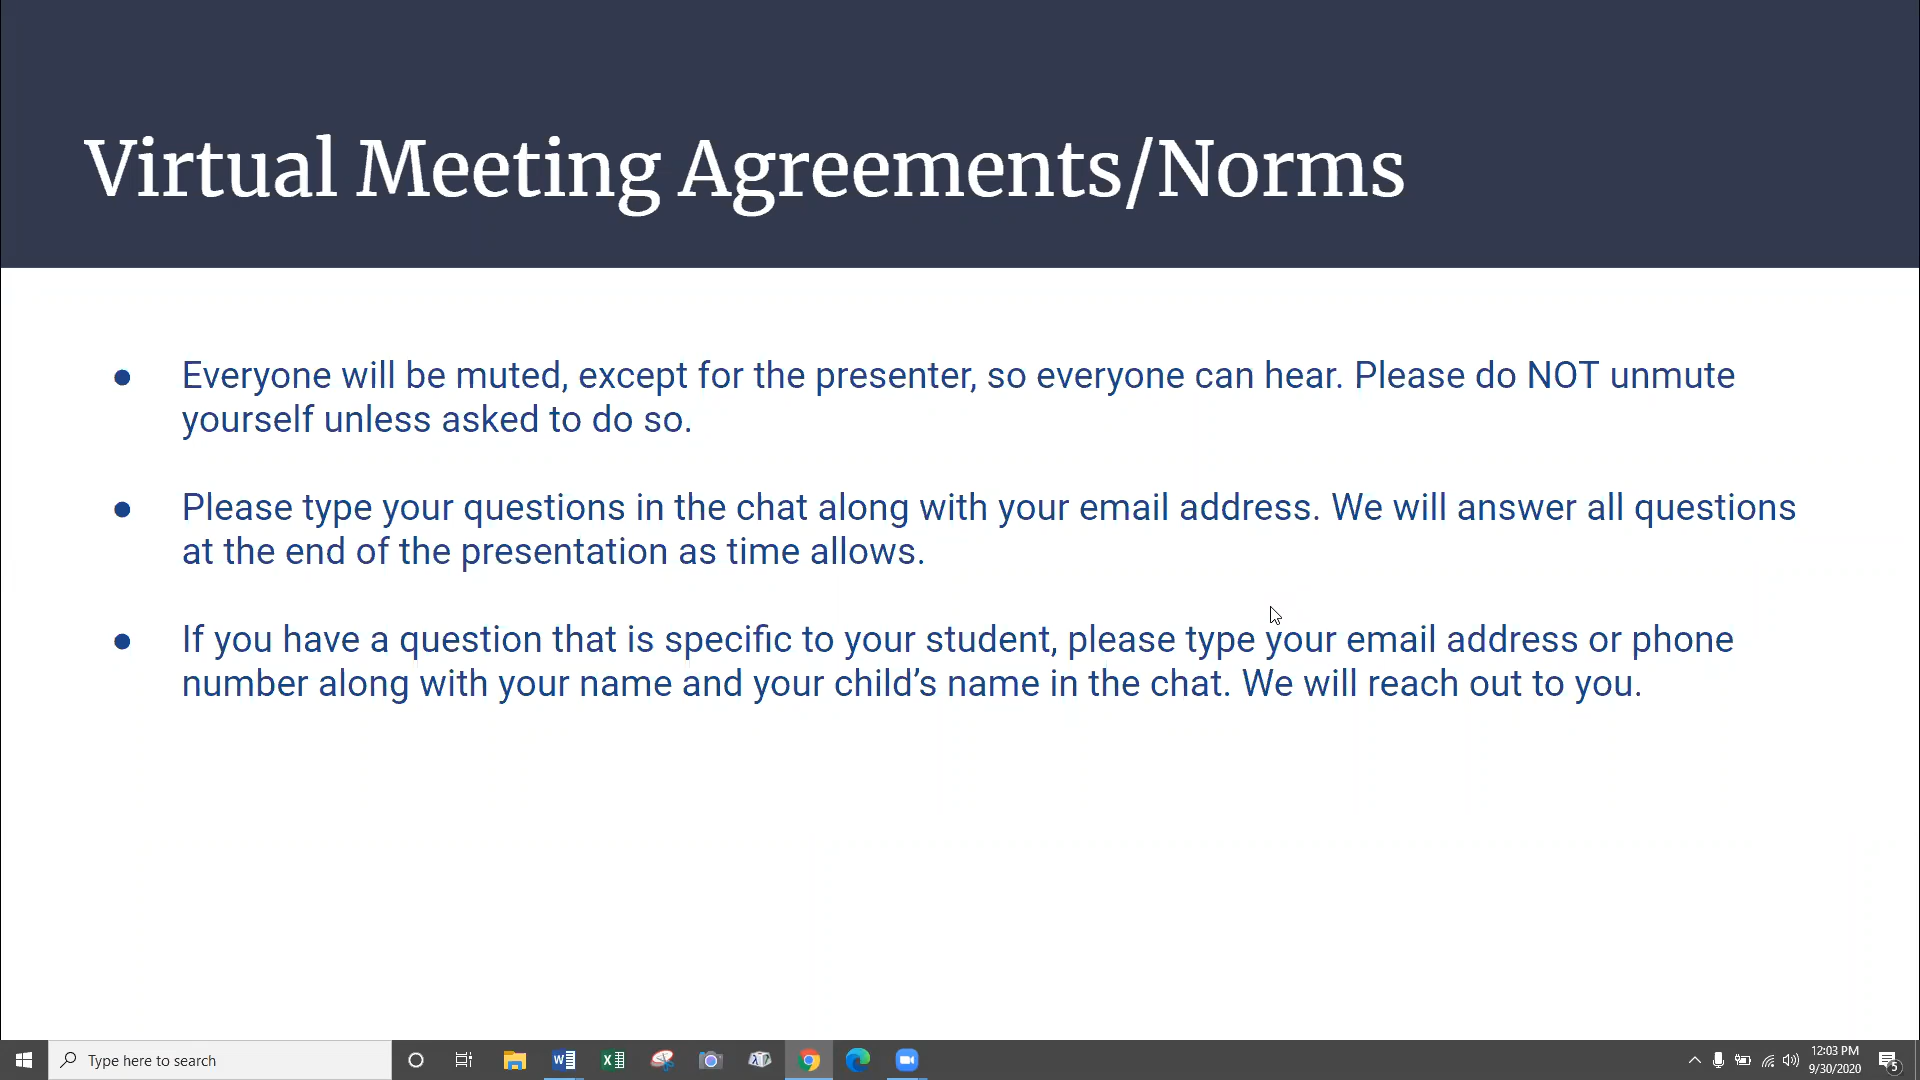 Virtual Meeting Agreements/Norms
● Everyone will be muted, except for the presenter, so everyone can hear. Please do NOT unmute
yourself unless asked to do so.
● Please type your questions in the chat along with your email address. We will answer all questions
at the end of the presentation as time allows.
● If you have a question that is specific to your student, please type your email address or phone
number along with your name and your child’s name in the chat. We will reach out to you.
Type here to search
12:03 PM
9/30/2020
5